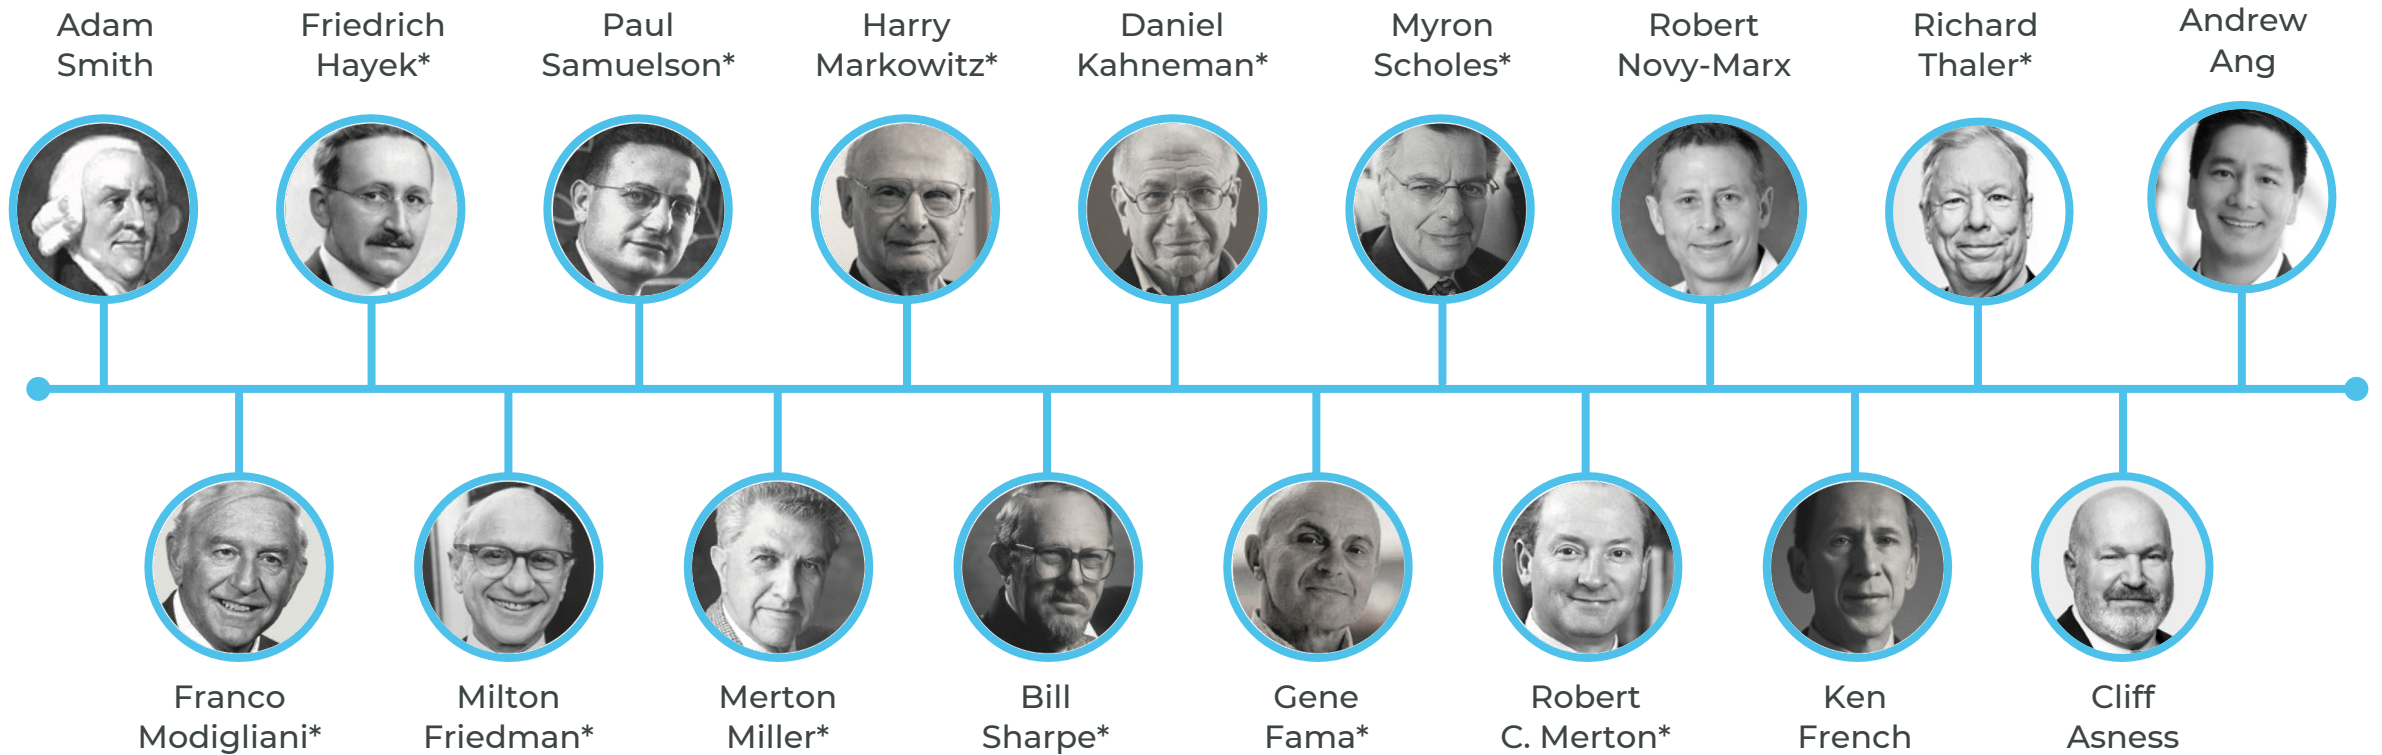 Adam
Smith
Friedrich
Hayek*
Paul
Samuelson*
Harry
Markowitz*
Daniel
Kahneman*
Myron
Scholes*
Robert
Novy-Marx
Richard
Thaler*
Andrew
Ang
Franco
Modigliani*
Milton
Friedman*
Merton
Miller*
Bill
Sharpe*
Gene
Fama*
Robert
C. Merton*
Ken
French
Cliff
Asness